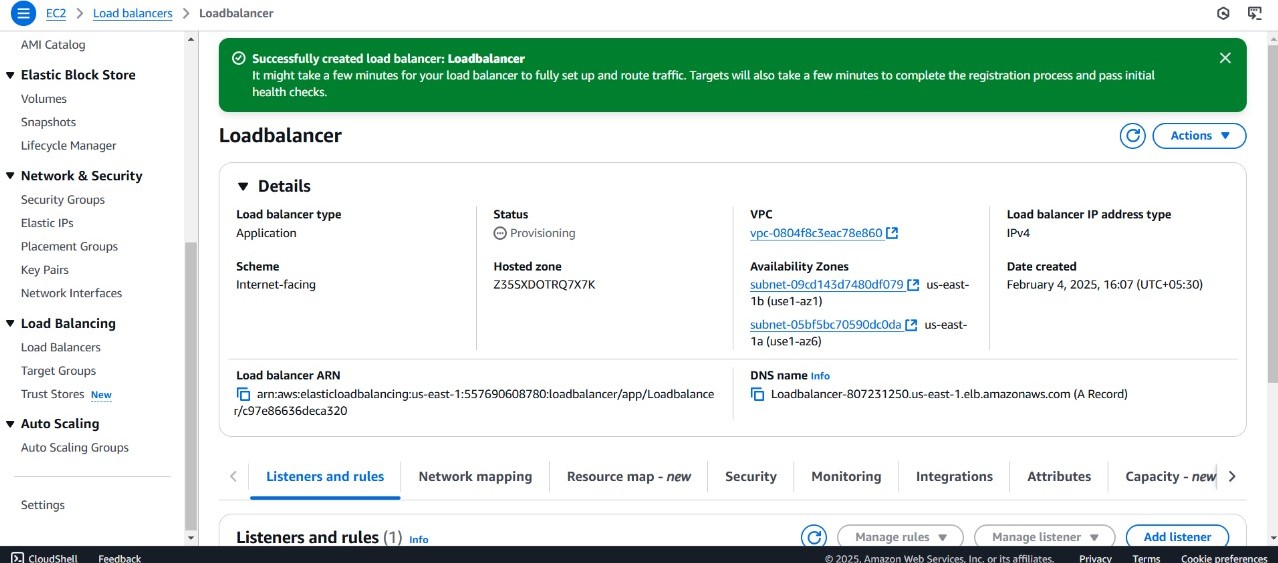 EC2 > Load balancers > Loadbalancer
AMI Catalog
Elastic Block Store
Volumes
Snapshots
Lifecycle Manager
Network & Security
Security Groups
Elastic IPs
Placement Groups
Key Pairs
Network Interfaces
Load Balancing
Load Balancers
Target Groups
Trust Stores New
Auto Scaling
Auto Scaling Groups
Settings
Successfully created load balancer: Loadbalancer
It might take a few minutes for your load balancer to fully set up and route traffic. Targets will also take a few minutes to complete the registration process and pass initial
health checks.
Loadbalancer
Actions
Details
Load balancer type
Application
Status
Provisioning
VPC
vpc-0804f8c3eac78e860
Load balancer IP address type
IPv4
Scheme
Internet-facing
Hosted zone
Z35SXDOTRQ7X7K
Availability Zones
subnet-09cd143d7480df079 us-east-
1b (use1-az1)
subnet-05bf5bc70590dc0da us-east-
1a (use1-az6)
Date created
February 4, 2025, 16:07 (UTC+05:30)
Load balancer ARN
arn:aws:elasticloadbalancing:us-east-1:557690608780:loadbalancer/app/Loadbalance
r/c97e86636deca320
DNS name Info
Loadbalancer-807231250.us-east-1.elb.amazonaws.com (A Record)
Listeners and rules Network mapping Resource map - new Security Monitoring Integrations Attributes Capacity - new
Listeners and rules (1) Info
Manage rules Manage listener Add listener
CloudShell Feedback © 2025, Amazon Web Services, Inc. or its affiliates. Privacy Terms Cookie preferences